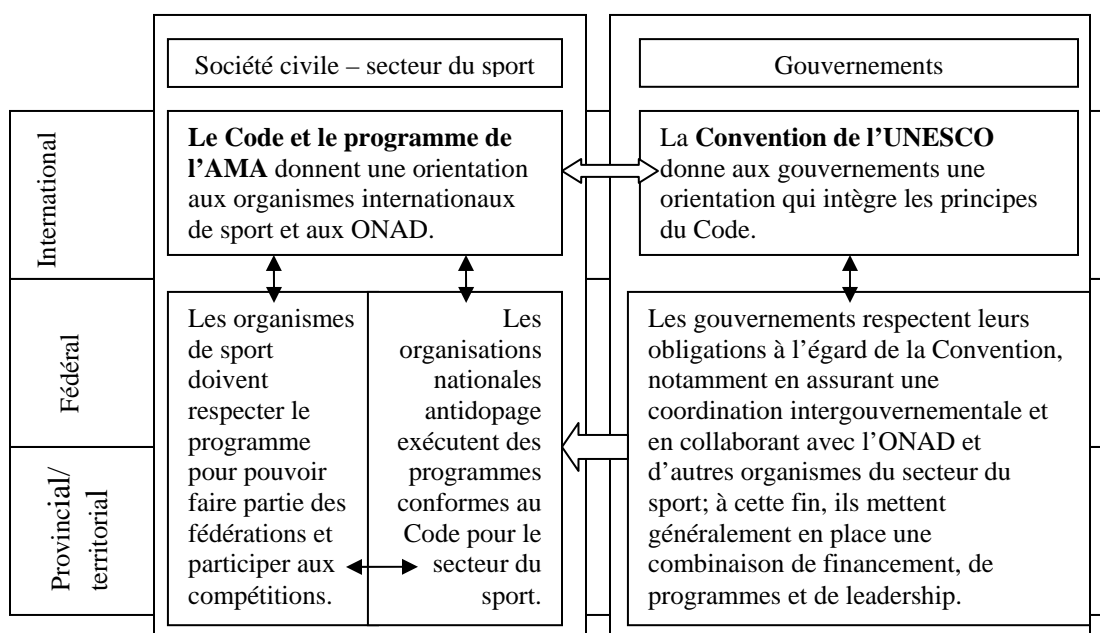 Société civile – secteur du sport
Gouvernements
International
Le Code et le programme de
l’AMA donnent une orientation
aux organismes internationaux
de sport et aux ONAD.
La Convention de l’UNESCO
donne aux gouvernements une
orientation qui intègre les principes
du Code.
Fédéral
Provincial/
territorial
Les organismes
de sport
doivent
respecter le
programme
pour pouvoir
faire partie des
fédérations et
participer aux
compétitions.
Les
organisations
nationales
antidopage
exécutent des
programmes
conformes au
Code pour le
secteur du
sport.
Les gouvernements respectent leurs
obligations à l’égard de la Convention,
notamment en assurant une
coordination intergouvernementale et
en collaborant avec l’ONAD et
d’autres organismes du secteur du
sport; à cette fin, ils mettent
généralement en place une
combinaison de financement, de
programmes et de leadership.